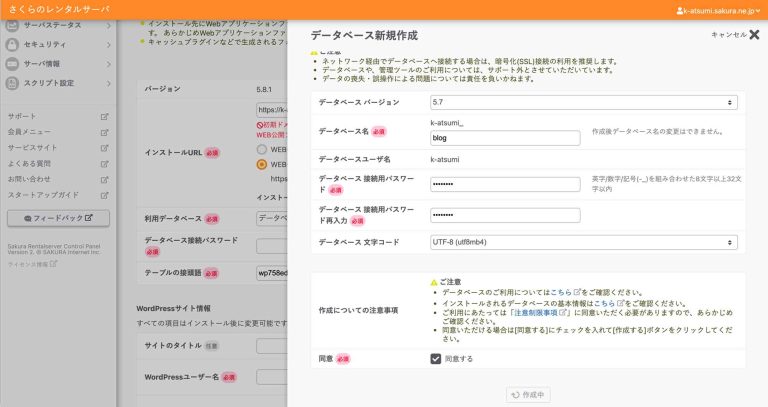 さくらのレンタルサーバ
k-atsumi.sakura.ne.jp
サーバステータス
セキュリティ
サーバ情報
スクリプト設定
サポート
会員メニュー
サービスサイト
よくある質問
お問い合わせ
スタートアップガイド
フィードバック
Sakura Rentalserver Control Panel
Version 2. © SAKURA internet Inc.
ライセンス情報
インストール先にWebアプリケーションファ
す。 あらかじめWebアプリケーションファ
キャッシュプラグインなどで生成されるフ
バージョン
5.8.1
https://k-a
初期ドメ
WEB公開
インストールURL 必須
WEB
WEB
https
インストー
利用データベース 必須
データベ
データベース接続パスワード
必須
テーブルの接頭語 必須
wp758ed
WordPressサイト情報
すべての項目はインストール後に変更可能です
サイトのタイトル 任意
WordPressユーザー名 必須
データベース新規作成
キャンセル
ご注意
ネットワーク経由でデータベースへ接続する場合は、暗号化(SSL)接続の利用を推奨します。
データベースや、管理ツールのご利用については、サポート外とさせていただいています。
データの喪失・誤操作による問題については責任を負いかねます。
データベース バージョン
5.7
データベース名 必須
k-atsumi_
blog
作成後データベース名の変更はできません。
データベースユーザ名
k-atsumi
データベース 接続用パスワー
ド 必須
英字/数字/記号(-_)を組み合わせた8文字以上32文
字以内
データベース 接続用パスワー
ド再入力 必須
データベース 文字コード
UTF-8 (utf8mb4)
作成についての注意事項
ご注意
データベースのご利用についてはこちらをご確認ください。
インストールされるデータベースの基本情報はこちらをご確認ください。
ご利用にあたっては「注意制限事項」に同意いただく必要がありますので、あらかじめ
ご確認ください。
同意いただける場合は[同意する]にチェックを入れて[作成する]ボタンをクリックしてくだ
さい。
同意 必須
同意する
作成中